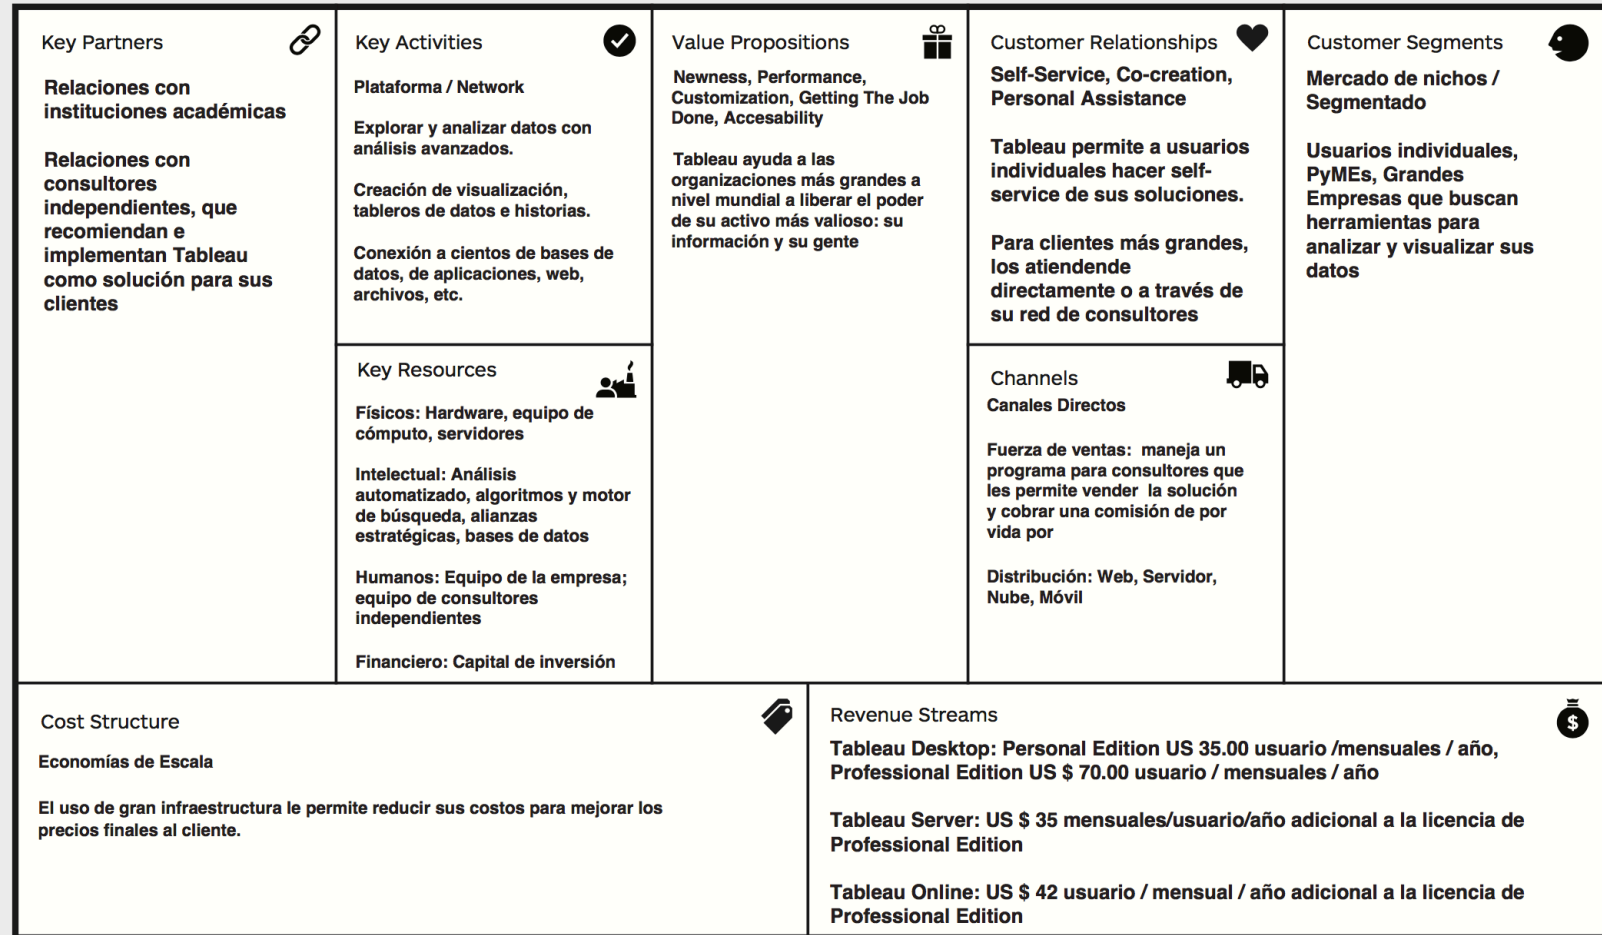 Key Partners
Relaciones con
instituciones académicas
Relaciones con
consultores
independientes, que
recomiendan e
implementan Tableau
como solución para sus
clientes
Key Activities
Plataforma / Network
Explorar y analizar datos con
análisis avanzados.
Creación de visualización,
tableros de datos e historias.
Conexión a cientos de bases de
datos, de aplicaciones, web,
archivos, etc.
Key Resources
Físicos: Hardware, equipo de
cómputo, servidores
Intelectual: Análisis
automatizado, algoritmos y motor
de búsqueda, alianzas
estratégicas, bases de datos
Humanos: Equipo de la empresa;
equipo de consultores
independientes
Financiero: Capital de inversión
Value Propositions
Newness, Performance,
Customization, Getting The Job
Done, Accesability
Tableau ayuda a las
organizaciones más grandes a
nivel mundial a liberar el poder
de su activo más valioso: su
información y su gente
Customer Relationships
Self-Service, Co-creation,
Personal Assistance
Tableau permite a usuarios
individuales hacer self-
service de sus soluciones.
Para clientes más grandes,
los atiendende
directamente o a través de
su red de consultores
Channels
Canales Directos
Fuerza de ventas: maneja un
programa para consultores que
les permite vender la solución
y cobrar una comisión de por
vida por
Distribución: Web, Servidor,
Nube, Móvil
Customer Segments
Mercado de nichos /
Segmentado
Usuarios individuales,
PyMEs, Grandes
Empresas que buscan
herramientas para
analizar y visualizar sus
datos
Cost Structure
Economías de Escala
El uso de gran infraestructura le permite reducir sus costos para mejorar los
precios finales al cliente.
Revenue Streams
$
Tableau Desktop: Personal Edition US 35.00 usuario /mensuales / año,
Professional Edition US $ 70.00 usuario / mensuales / año
Tableau Server: US $ 35 mensuales/usuario/año adicional a la licencia de
Professional Edition
Tableau Online: US $ 42 usuario / mensual / año adicional a la licencia de
Professional Edition